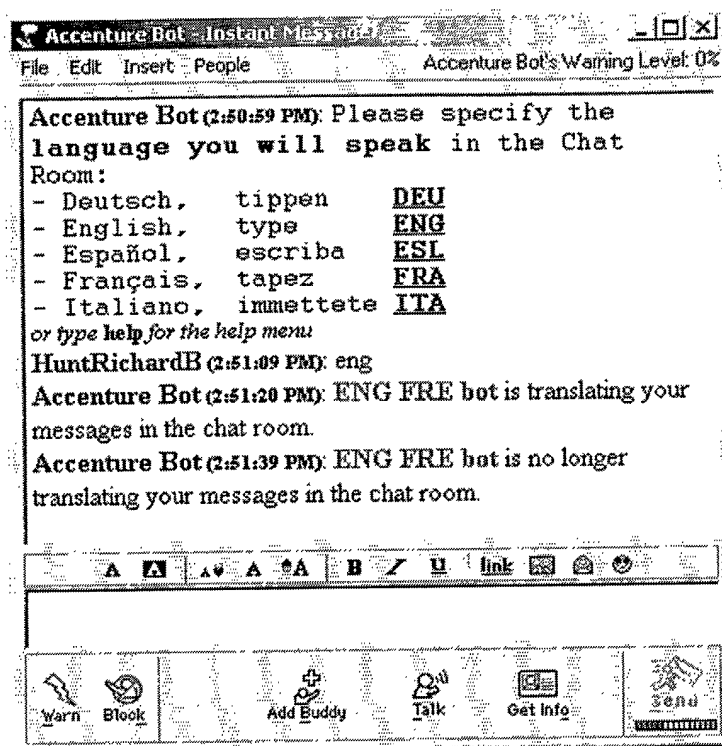 Accenture Bot - Instant Message
File Edit Insert People Accenture Bot's Warning Level: 0%
Accenture Bot (2:50:59 PM): Please specify the
language you will speak in the Chat
Room:
- Deutsch, tippen DEU
- English, type ENG
- Español, escriba ESL
- Français, tapez FRA
- Italiano, immettete ITA
or type help for the help menu
HuntRichardB (2:51:09 PM): eng
Accenture Bot (2:51:20 PM): ENG FRE bot is translating your
messages in the chat room.
Accenture Bot (2:51:39 PM): ENG FRE bot is no longer
translating your messages in the chat room.
A A A A A B I U link
Warn Block Add Buddy Talk Get Info send